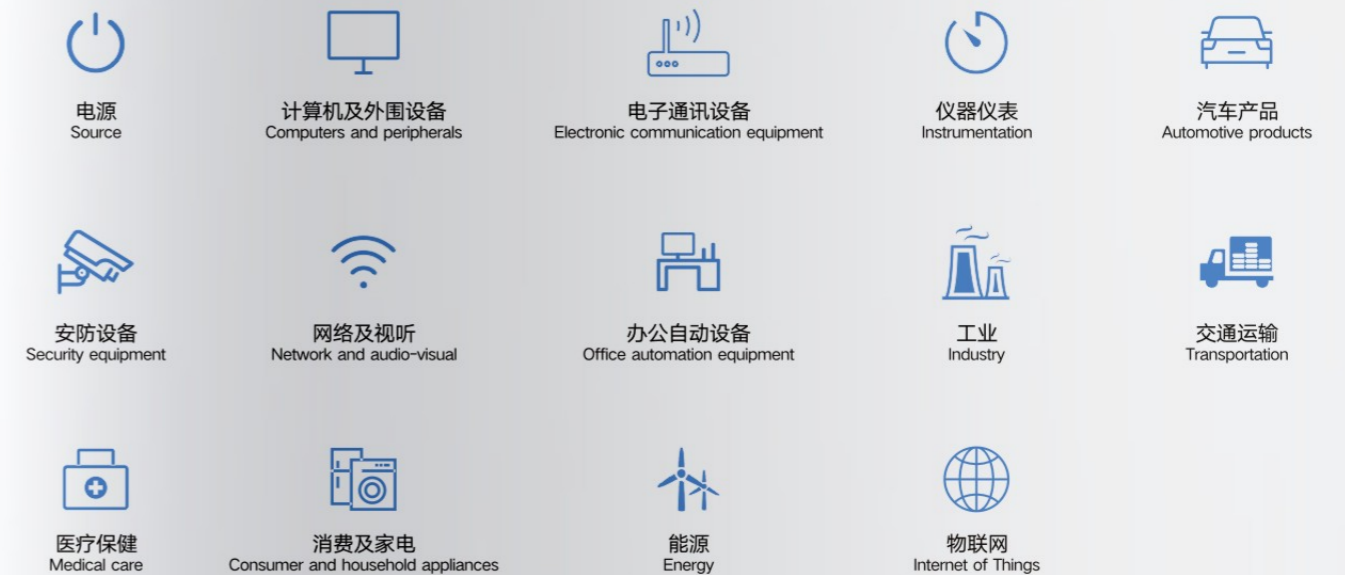 电源
Source
计算机及外围设备
Computers and peripherals
电子通讯设备
Electronic communication equipment
仪器仪表
Instrumentation
汽车产品
Automotive products
安防设备
Security equipment
网络及视听
Network and audio-visual
办公自动设备
Office automation equipment
工业
Industry
交通运输
Transportation
医疗保健
Medical care
消费及家电
Consumer and household appliances
能源
Energy
物联网
Internet of Things